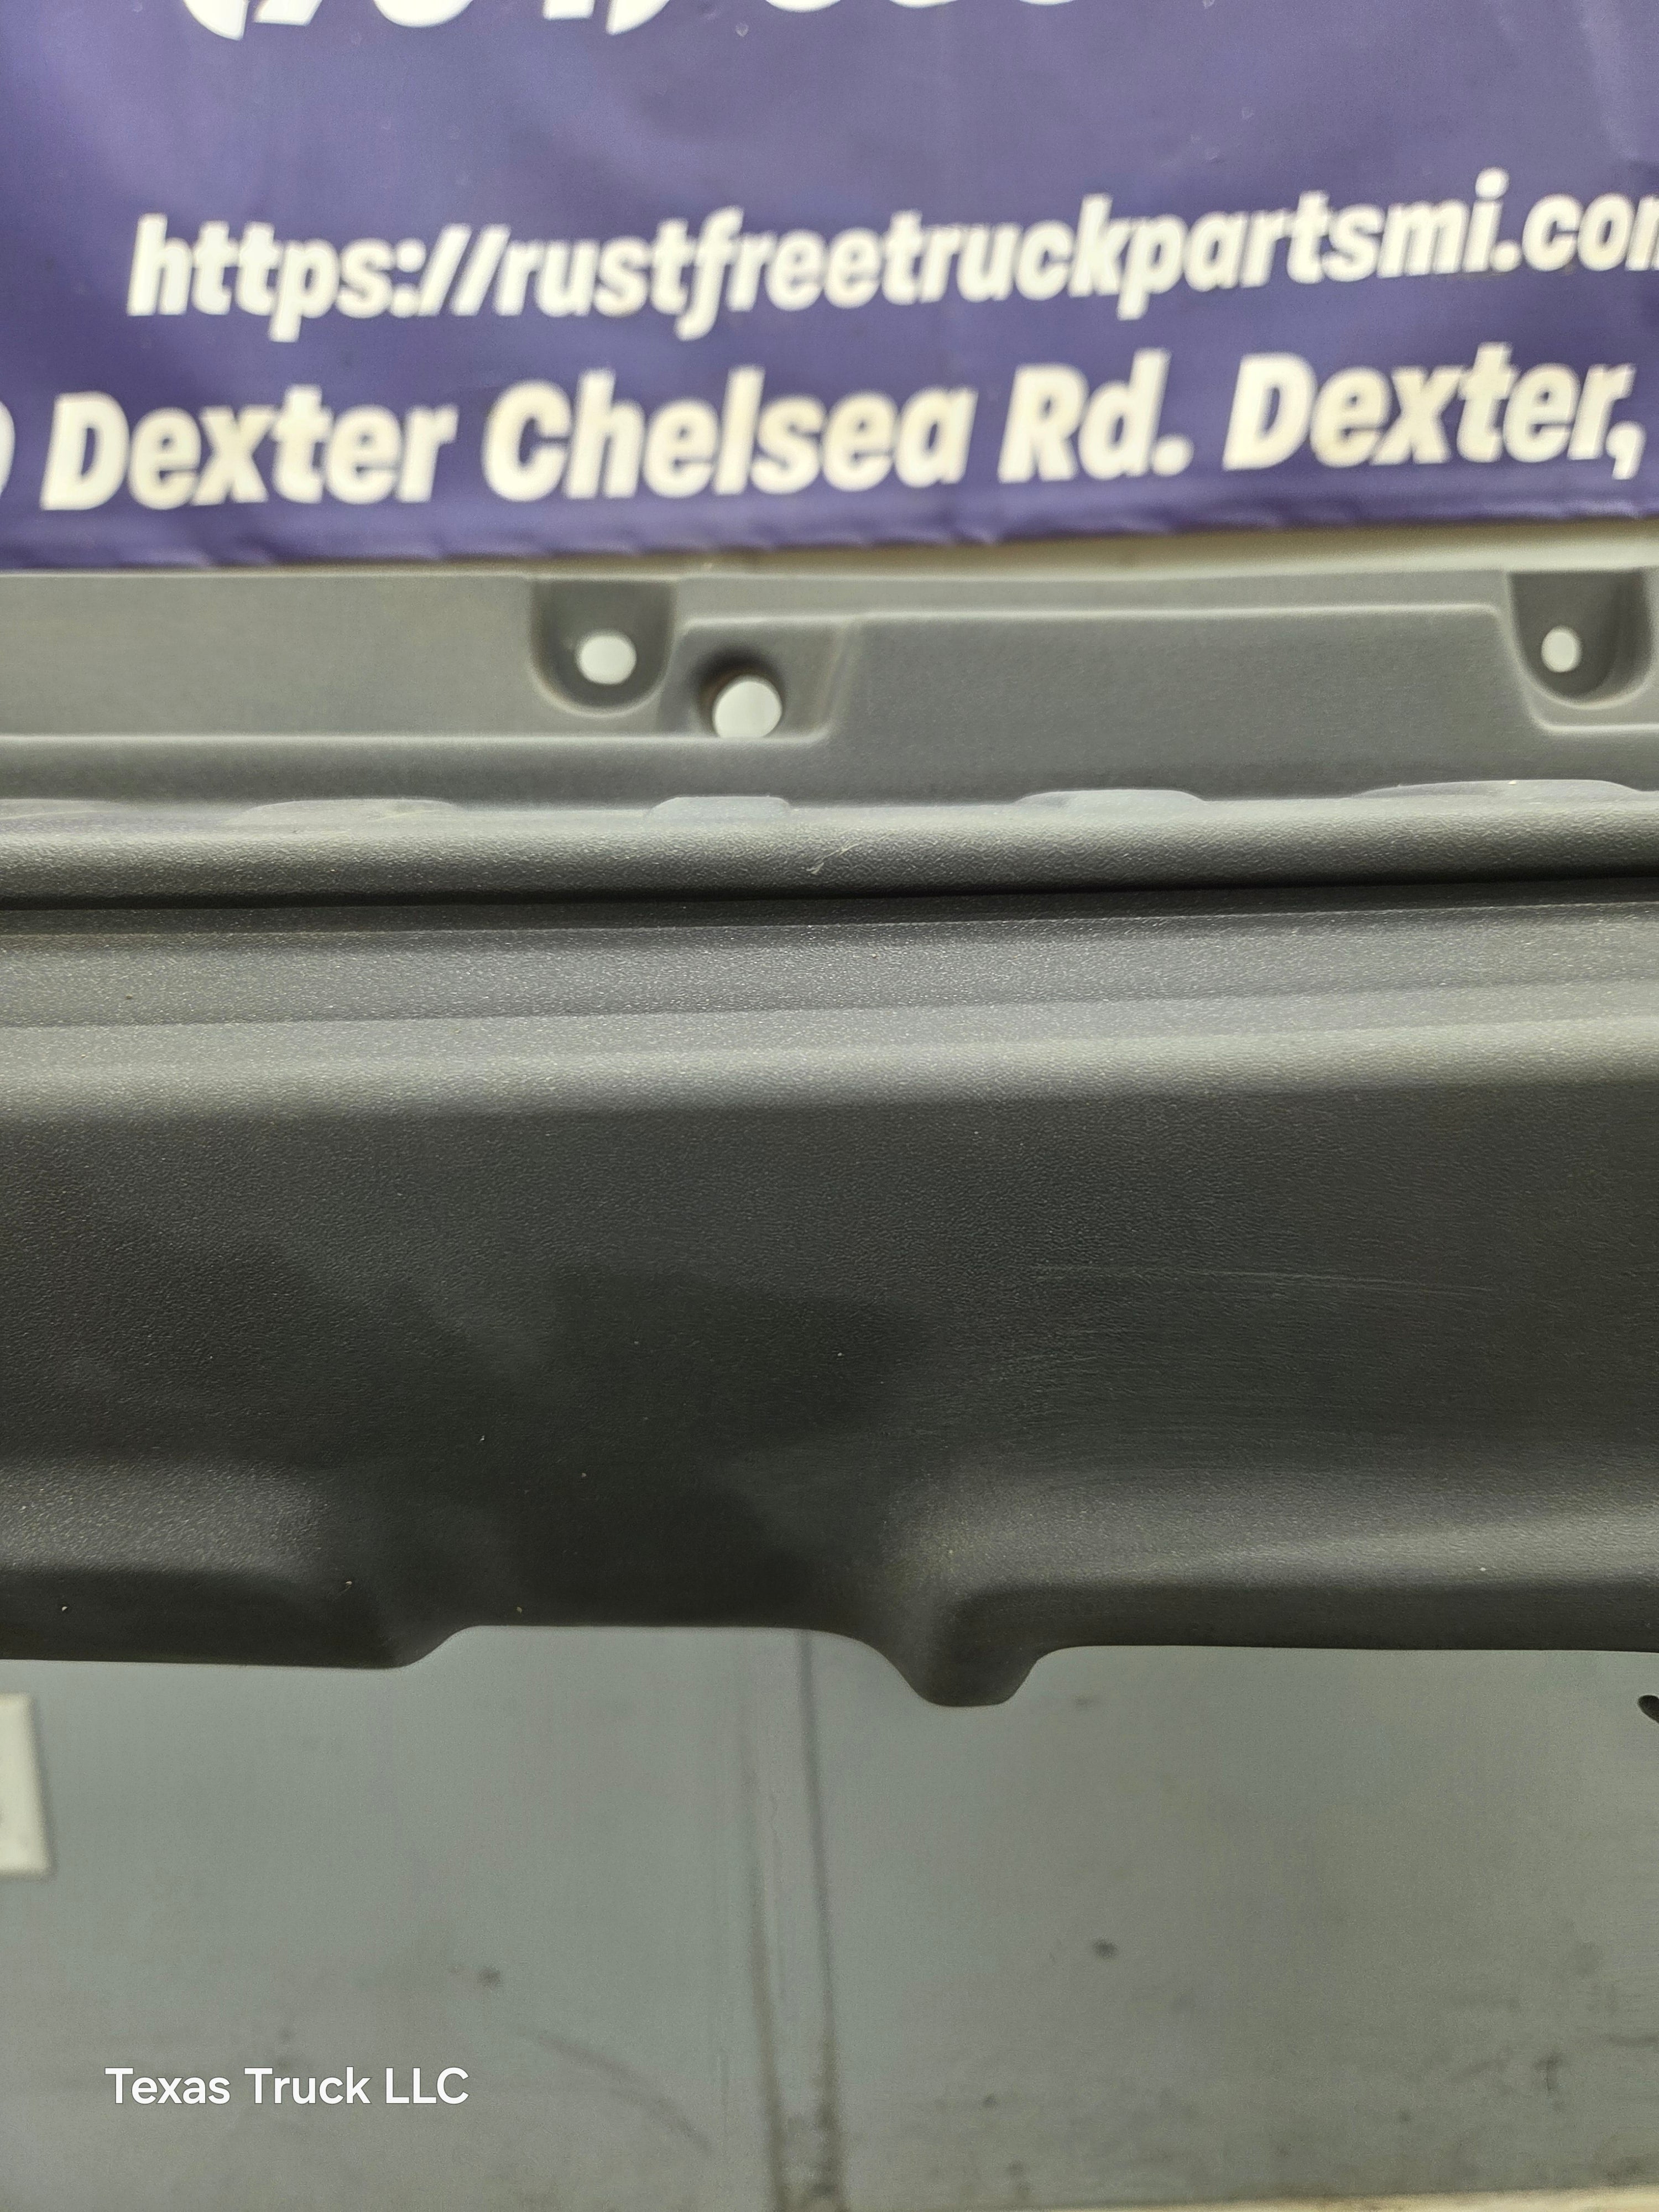 https://rustfreetruckpartsmi.com
Dexter Chelsea Rd. Dexter,
Texas Truck LLC